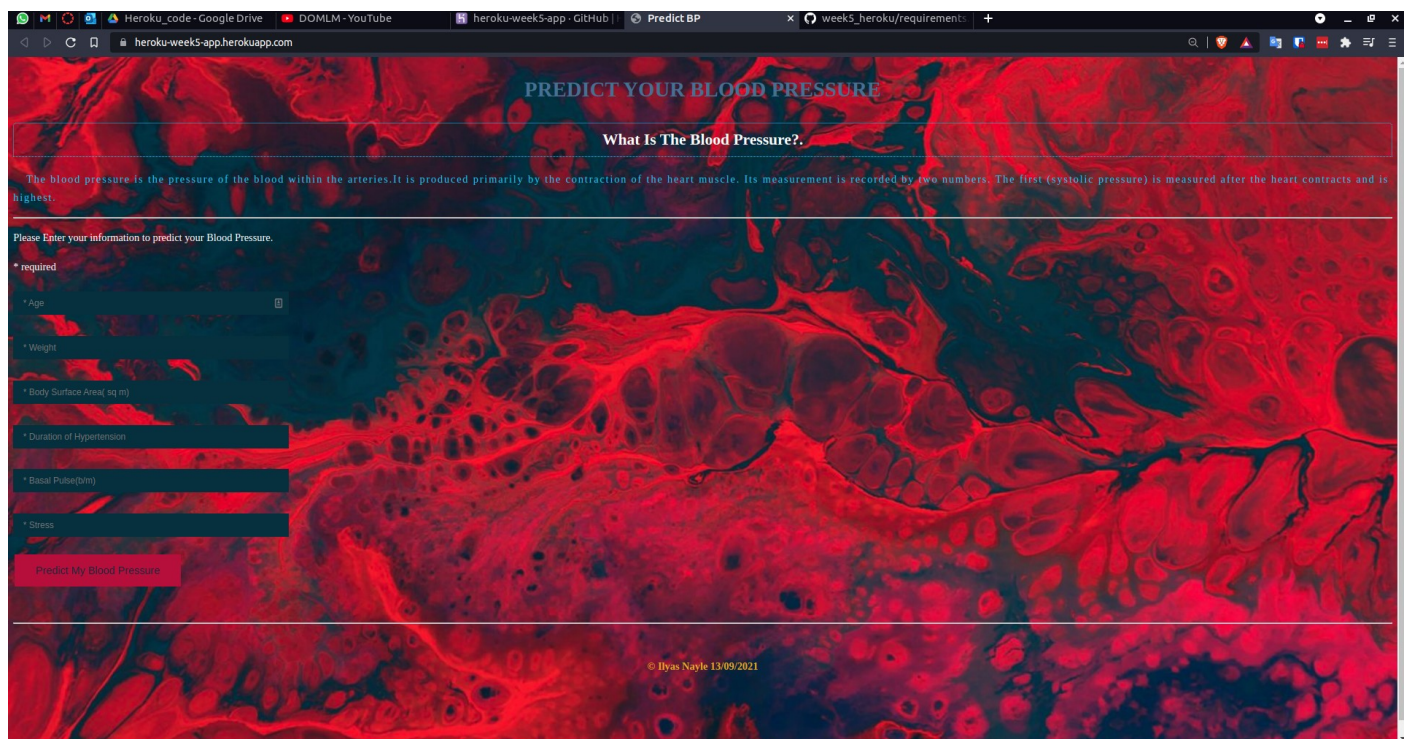 Heroku_code - Google Drive
DOMLM - YouTube
heroku-week5-app · GitHub |
Predict BP
week5_heroku/requirements
heroku-week5-app.herokuapp.com
PREDICT YOUR BLOOD PRESSURE
What Is The Blood Pressure?.
The blood pressure is the pressure of the blood within the arteries.It is produced primarily by the contraction of the heart muscle. Its measurement is recorded by two numbers. The first (systolic pressure) is measured after the heart contracts and is
highest.
Please Enter your information to predict your Blood Pressure.
* required
* Age
* Weight
* Body Surface Area( sq m)
* Duration of Hypertension
* Basal Pulse(b/m)
* Stress
Predict My Blood Pressure
© Ilyas Nayle 13/09/2021